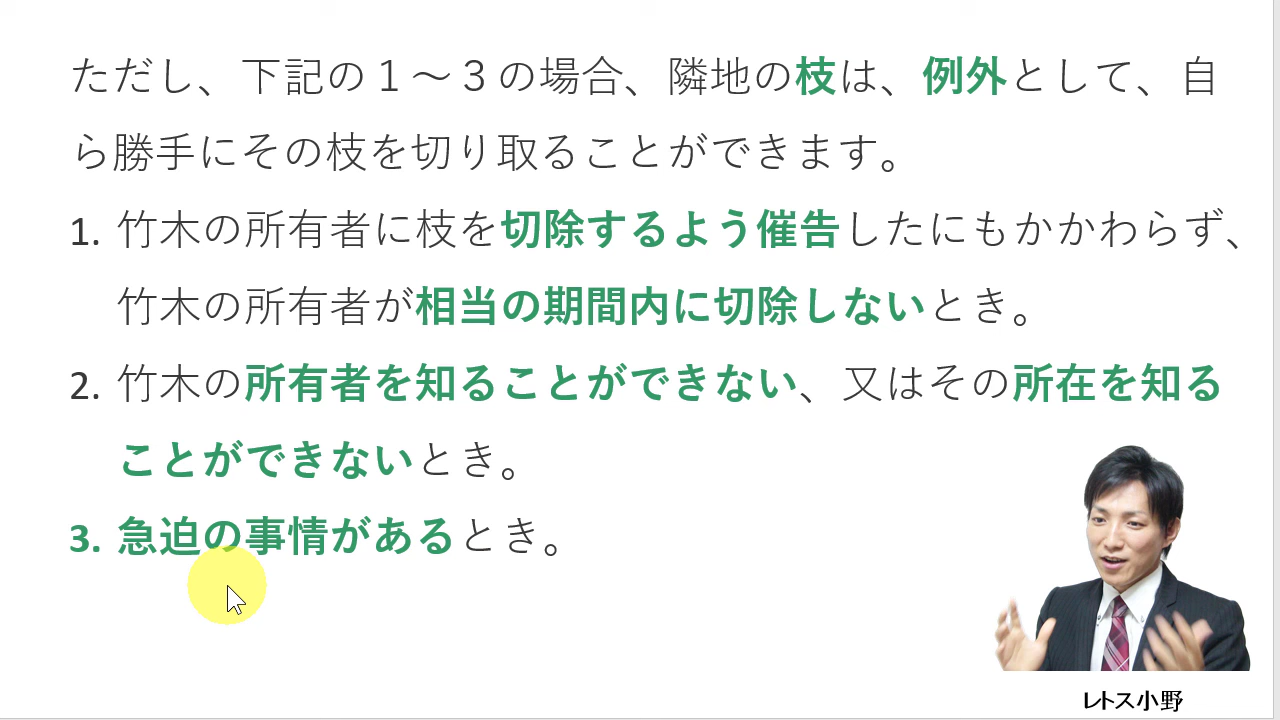 ただし、下記の１～３の場合、隣地の枝は、例外として、自
ら勝手にその枝を切り取ることができます。
1. 竹木の所有者に枝を切除するよう催告したにもかかわらず、
竹木の所有者が相当の期間内に切除しないとき。
2. 竹木の所有者を知ることができない、又はその所在を知る
ことができないとき。
3. 急迫の事情があるとき。
レトス小野